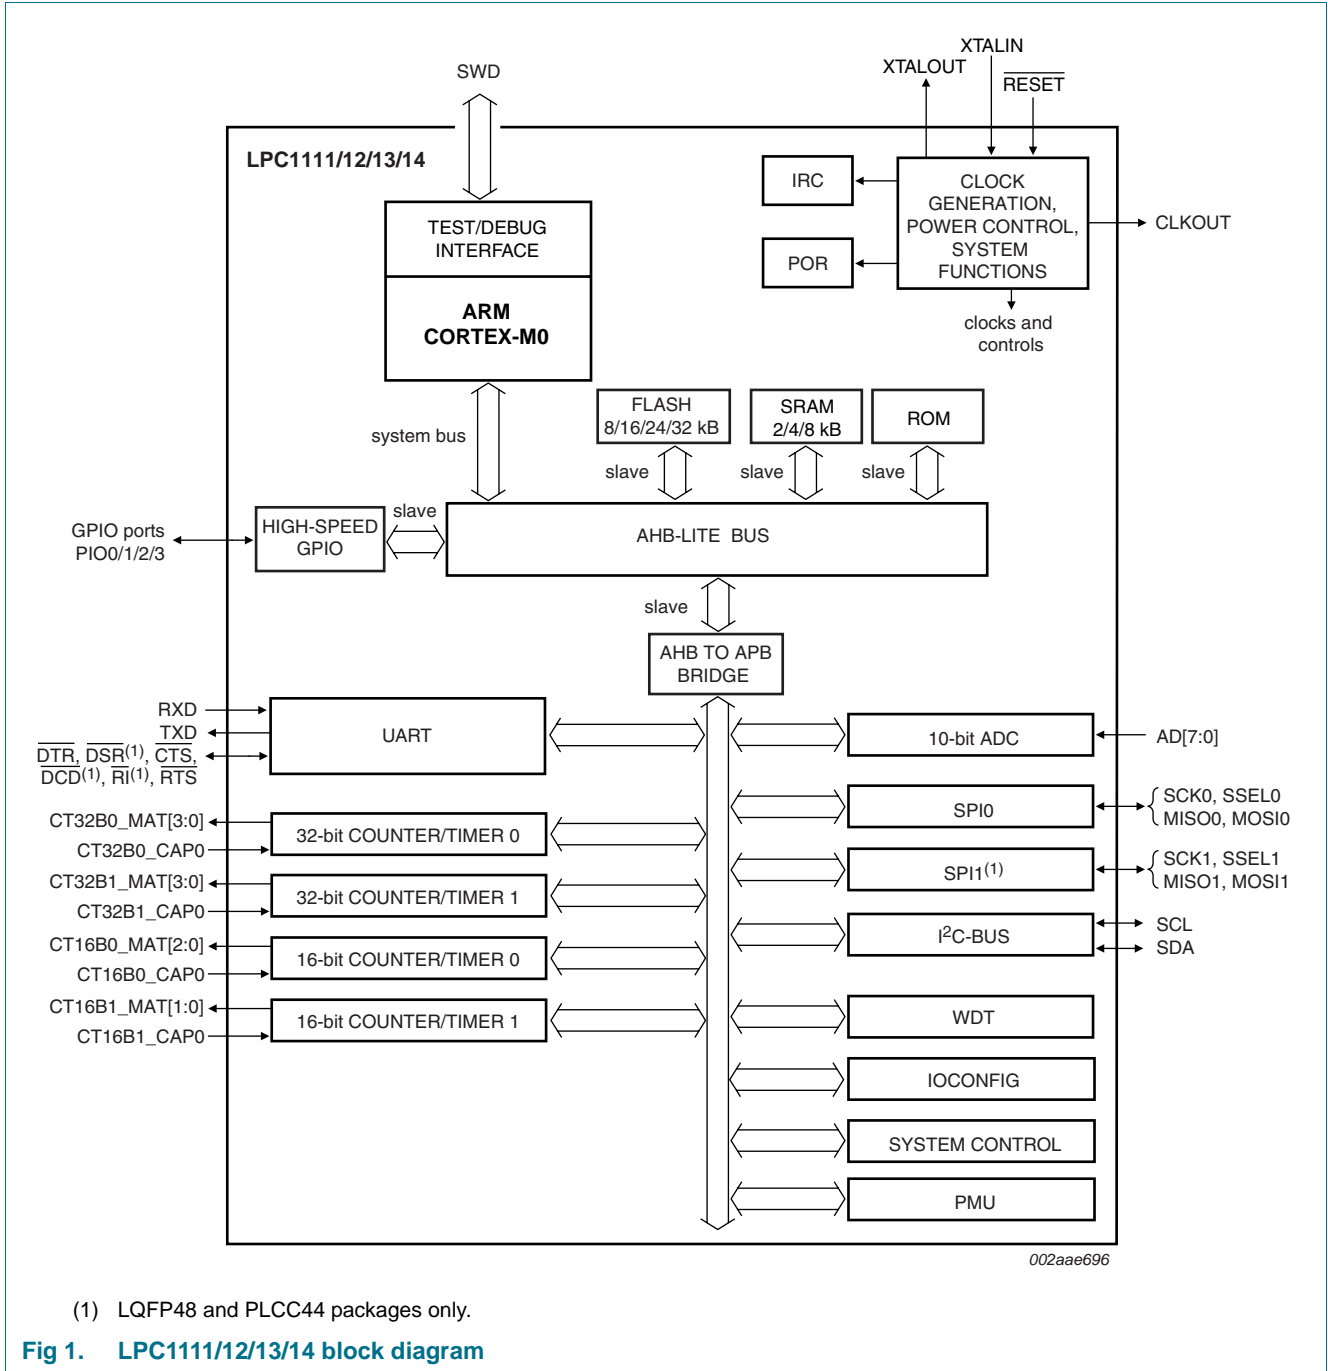 SWD
XTALIN
XTALOUT
RESET
LPC1111/12/13/14
TEST/DEBUG
INTERFACE
ARM
CORTEX-M0
IRC
POR
CLOCK
GENERATION,
POWER CONTROL,
SYSTEM
FUNCTIONS
CLKOUT
clocks and
controls
system bus
FLASH
8/16/24/32 kB
SRAM
2/4/8 kB
ROM
slave
slave
slave
GPIO ports
PIO0/1/2/3
HIGH-SPEED
GPIO
slave
AHB-LITE BUS
slave
AHB TO APB
BRIDGE
RXD
TXD
DTR, DSR(1), CTS,
DCD(1), RI(1), RTS
UART
10-bit ADC
AD[7:0]
CT32B0_MAT[3:0]
CT32B0_CAP0
32-bit COUNTER/TIMER 0
SPI0
SCK0, SSEL0
MISO0, MOSI0
CT32B1_MAT[3:0]
CT32B1_CAP0
32-bit COUNTER/TIMER 1
SPI1(1)
SCK1, SSEL1
MISO1, MOSI1
CT16B0_MAT[2:0]
CT16B0_CAP0
16-bit COUNTER/TIMER 0
I2C-BUS
SCL
SDA
CT16B1_MAT[1:0]
CT16B1_CAP0
16-bit COUNTER/TIMER 1
WDT
IOCONFIG
SYSTEM CONTROL
PMU
002aae696
(1) LQFP48 and PLCC44 packages only.
Fig 1. LPC1111/12/13/14 block diagram